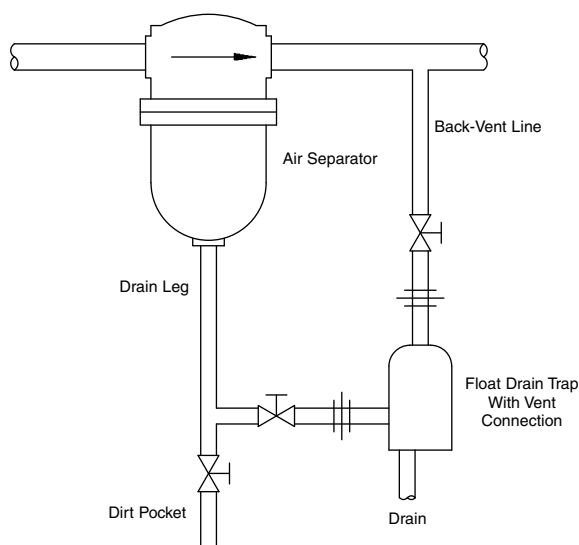 Back-Vent Line
Air Separator
Drain Leg
Float Drain Trap
With Vent
Connection
Dirt Pocket
Drain